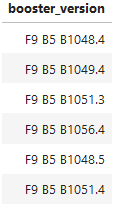 booster_version
F9 B5 B1048.4
F9 B5 B1049.4
F9 B5 B1051.3
F9 B5 B1056.4
F9 B5 B1048.5
F9 B5 B1051.4